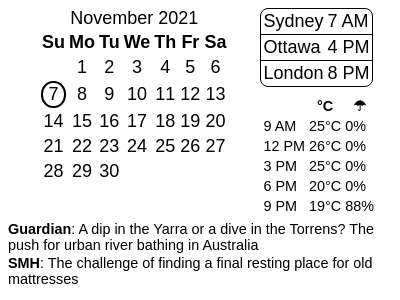 November 2021
Su Mo Tu We Th Fr Sa
1 2 3 4 5 6
7 8 9 10 11 12 13
14 15 16 17 18 19 20
21 22 23 24 25 26 27
28 29 30
Sydney 7 AM
Ottawa 4 PM
London 8 PM
°C ☂
9 AM 25°C 0%
12 PM 26°C 0%
3 PM 25°C 0%
6 PM 20°C 0%
9 PM 19°C 88%
Guardian: A dip in the Yarra or a dive in the Torrens? The
push for urban river bathing in Australia
SMH: The challenge of finding a final resting place for old
mattresses